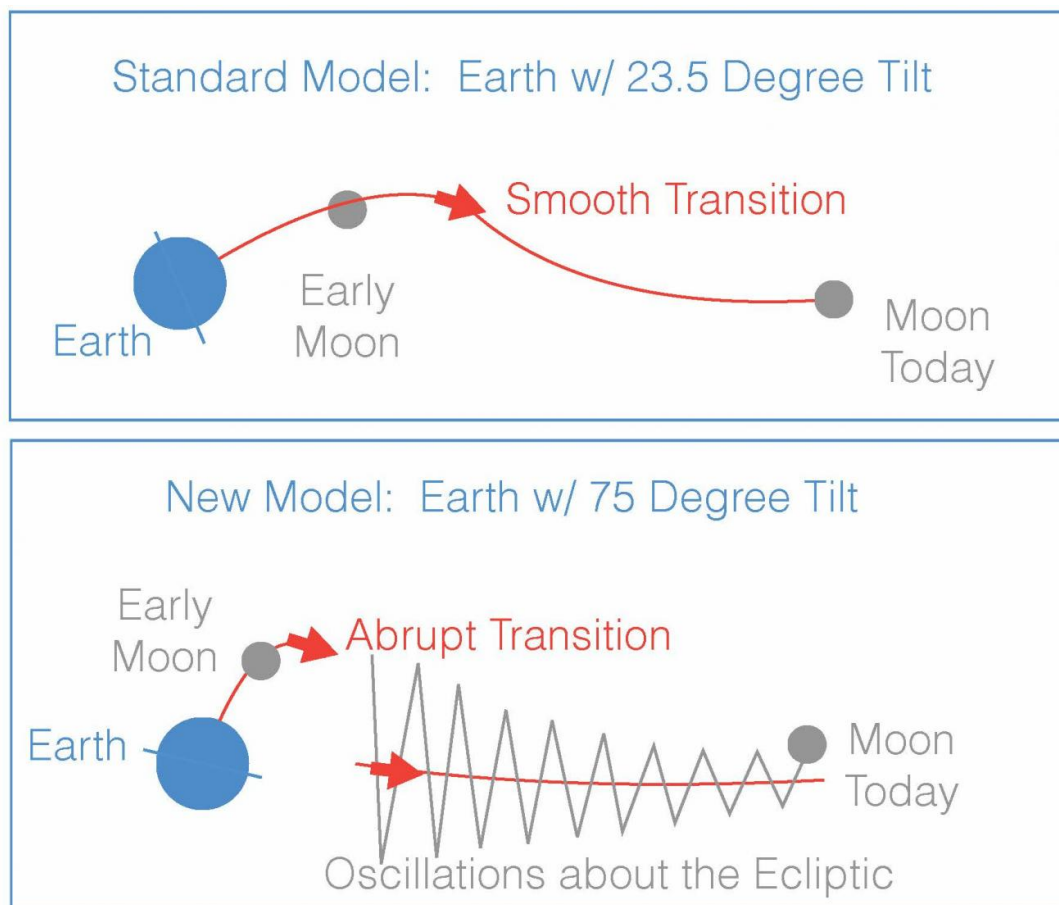 Standard Model: Earth w/ 23.5 Degree Tilt
Smooth Transition
Early
Moon
Earth
Moon
Today
New Model: Earth w/ 75 Degree Tilt
Early
Moon
Abrupt Transition
Earth
Moon
Today
Oscillations about the Ecliptic